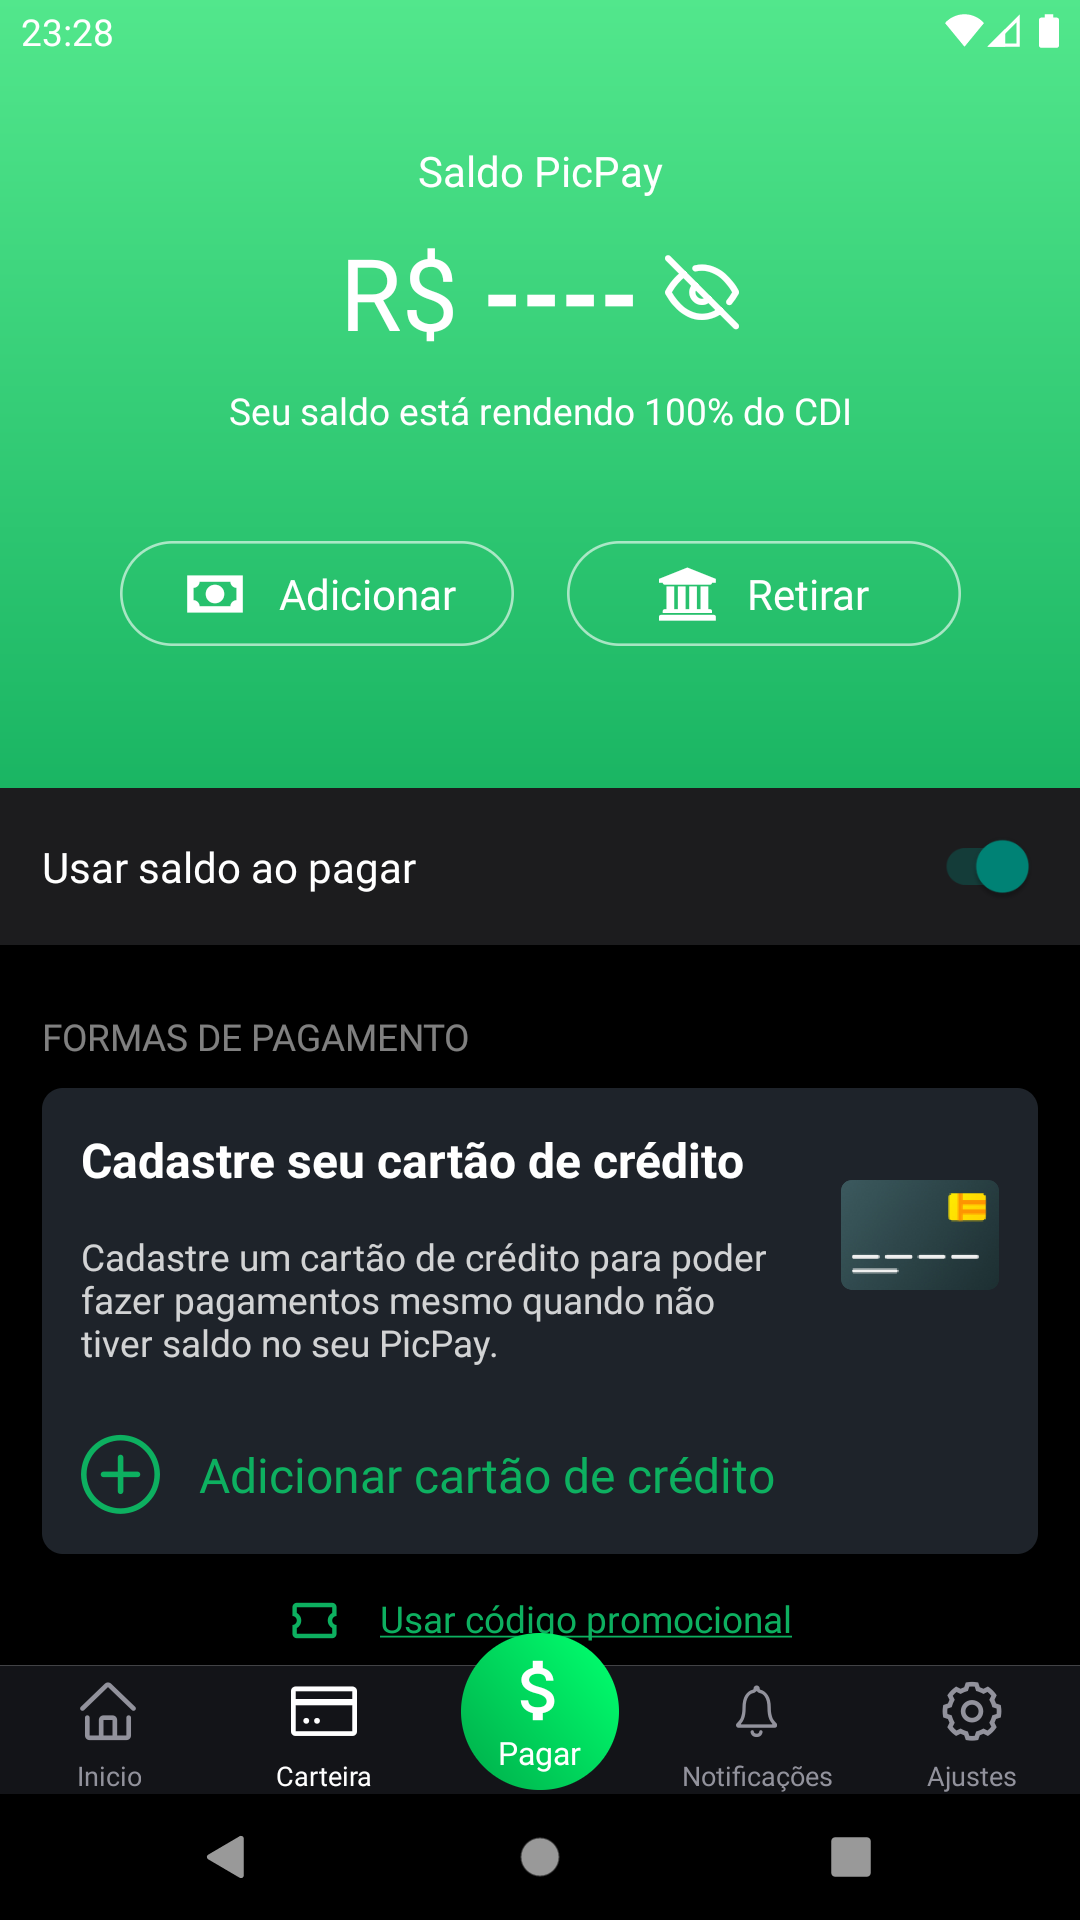 23:28
Saldo PicPay
R$ ----
Seu saldo está rendendo 100% do CDI
Adicionar
Retirar
Usar saldo ao pagar
FORMAS DE PAGAMENTO
Cadastre seu cartão de crédito
Cadastre um cartão de crédito para poder
fazer pagamentos mesmo quando não
tiver saldo no seu PicPay.
Adicionar cartão de crédito
Usar código promocional
$
Inicio
Carteira
Pagar
Notificações
Ajustes